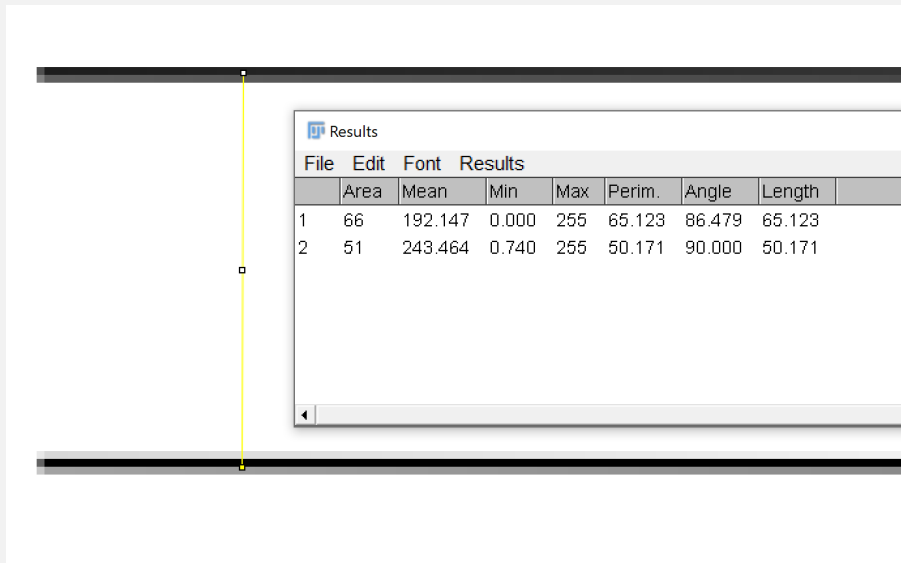 Results
File Edit Font Results
Area Mean Min Max Perim. Angle Length
1 66 192.147 0.000 255 65.123 86.479 65.123
2 51 243.464 0.740 255 50.171 90.000 50.171